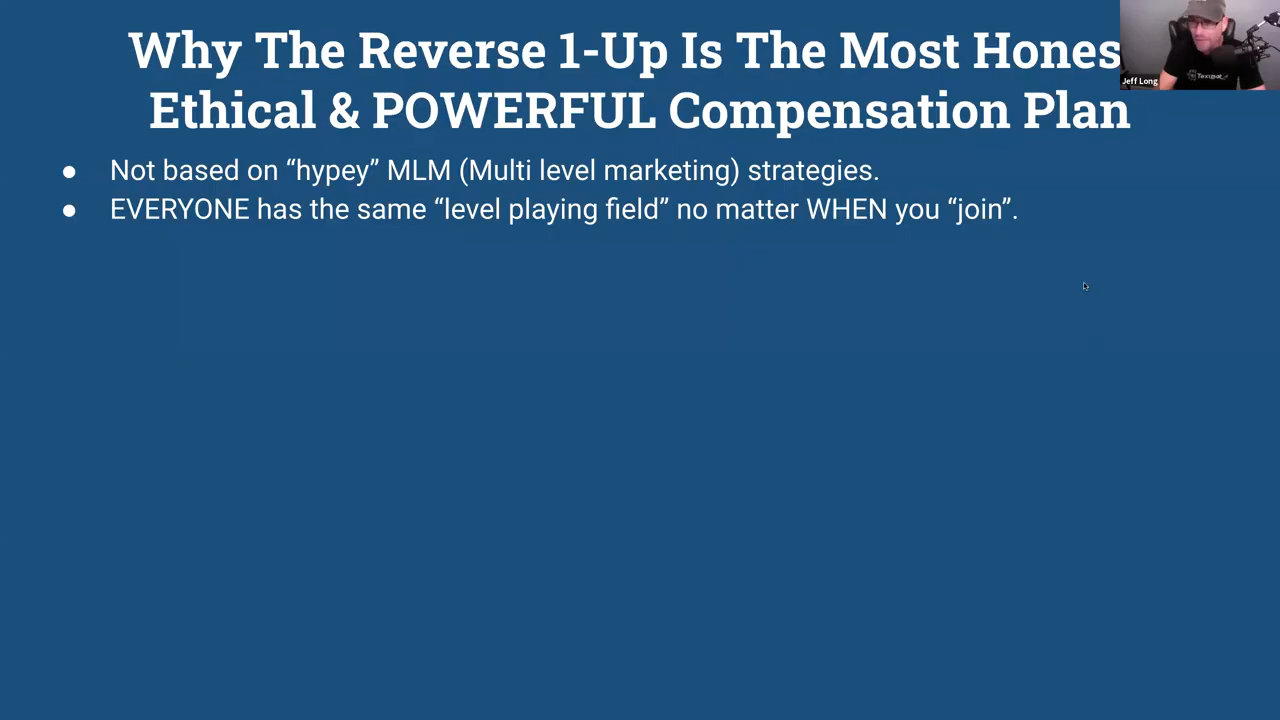 Why The Reverse 1-Up Is The Most Hones
Ethical & POWERFUL Compensation Plan
Jeff Long
● Not based on “hypey” MLM (Multi level marketing) strategies.
● EVERYONE has the same “level playing field” no matter WHEN you “join”.